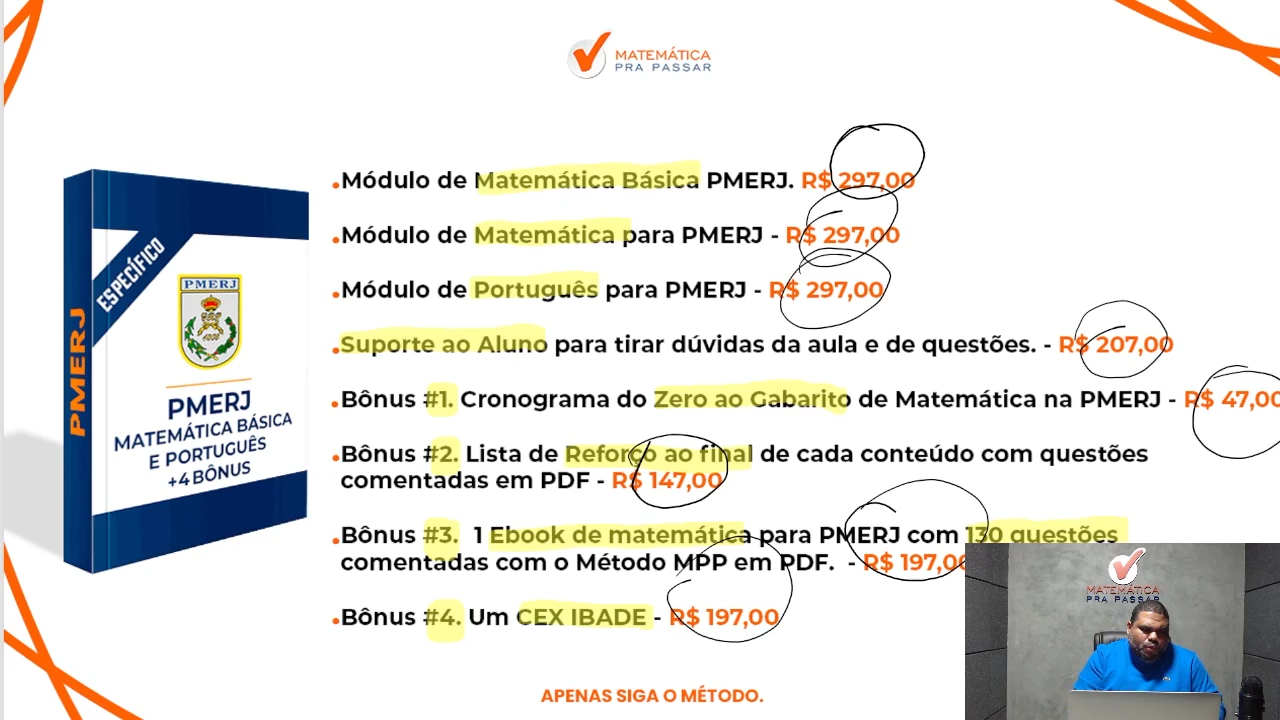 MATEMÁTICA
PRA PASSAR
.Módulo de Matemática Básica PMERJ. R$ 297,00
.Módulo de Matemática para PMERJ - R$ 297,00
.Módulo de Português para PMERJ - R$ 297,00
.Suporte ao Aluno para tirar dúvidas da aula e de questões. - R$ 207,00
.Bônus #1. Cronograma do Zero ao Gabarito de Matemática na PMERJ - R$ 47,00
.Bônus #2. Lista de Reforço ao final de cada conteúdo com questões
comentadas em PDF - R$ 147,00
.Bônus #3. 1 Ebook de matemática para PMERJ com 130 questões
comentadas com o Método MPP em PDF. - R$ 197,00
.Bônus #4. Um CEX IBADE - R$ 197,00
APENAS SIGA O MÉTODO.
PMERJ
ESPECÍFICO
PMERJ
PMERJ
MATEMÁTICA BÁSICA
E PORTUGUÊS
+4 BÔNUS
MATEMÁTICA
PRA PASSAR